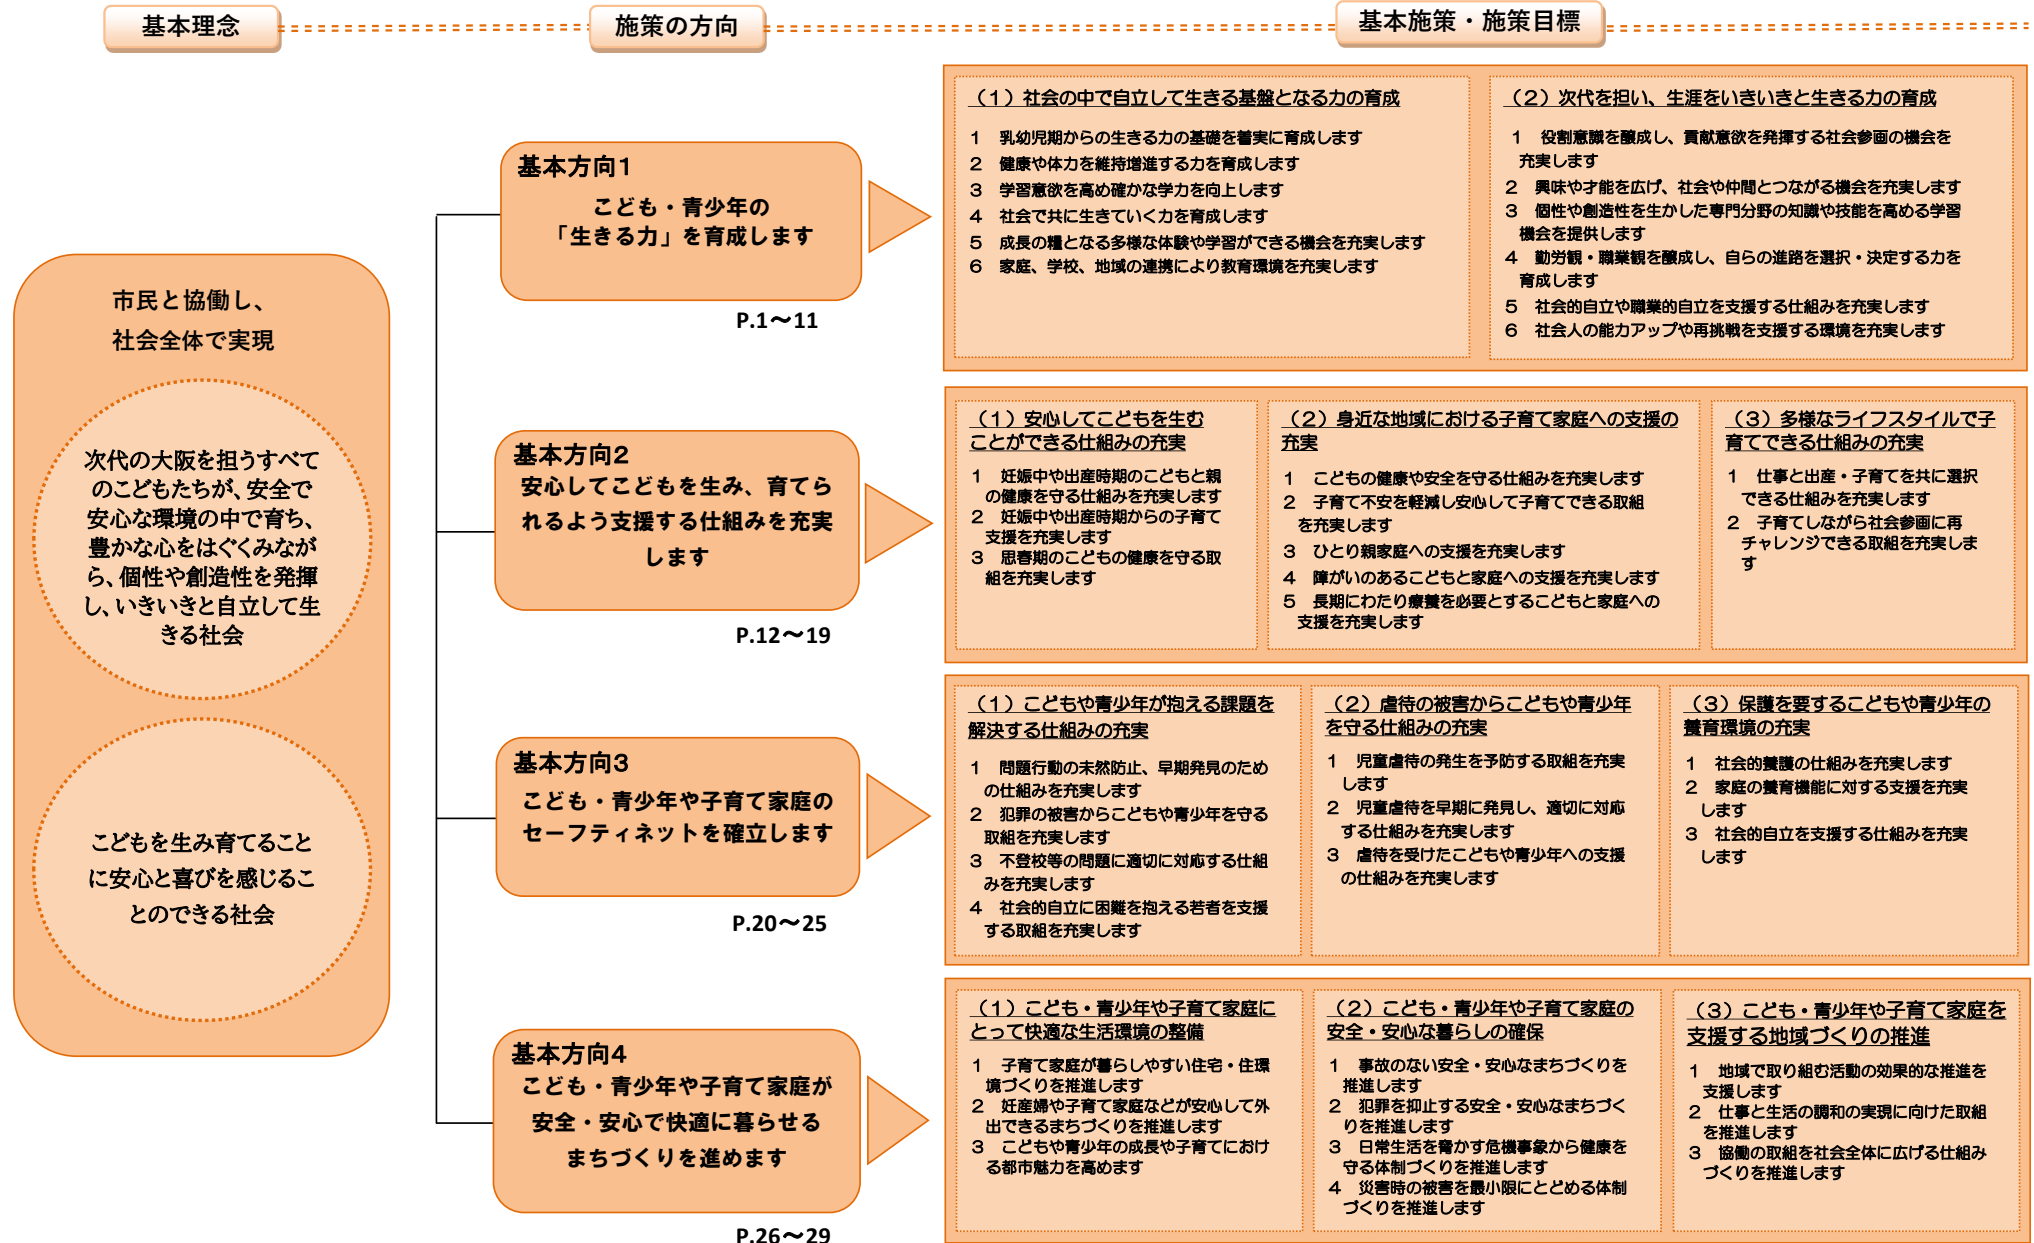 基本理念
施策の方向
基本施策・施策目標
市民と協働し、
社会全体で実現
次代の大阪を担うすべて
のこどもたちが、安全で
安心な環境の中で育ち、
豊かな心をはぐくみなが
ら、個性や創造性を発揮
し、いきいきと自立して生
きる社会
こどもを生み育てること
に安心と喜びを感じるこ
とのできる社会
基本方向1
こども・青少年の
「生きる力」を育成します
P.1～11
（1）社会の中で自立して生きる基盤となる力の育成
1　乳幼児期からの生きる力の基礎を着実に育成します
2　健康や体力を維持増進する力を育成します
3　学習意欲を高め確かな学力を向上します
4　社会で共に生きていく力を育成します
5　成長の糧となる多様な体験や学習ができる機会を充実します
6　家庭、学校、地域の連携により教育環境を充実します
（2）次代を担い、生涯をいきいきと生きる力の育成
1　役割意識を醸成し、貢献意欲を発揮する社会参画の機会を
充実します
2　興味や才能を広げ、社会や仲間とつながる機会を充実します
3　個性や創造性を生かした専門分野の知識や技能を高める学習
機会を提供します
4　勤労観・職業観を醸成し、自らの進路を選択・決定する力を
育成します
5　社会的自立や職業的自立を支援する仕組みを充実します
6　社会人の能力アップや再挑戦を支援する環境を充実します
基本方向2
安心してこどもを生み、育てら
れるよう支援する仕組みを充実
します
P.12～19
（1）安心してこどもを生む
ことができる仕組みの充実
1　妊娠中や出産時期のこどもと親
の健康を守る仕組みを充実します
2　妊娠中や出産時期からの子育て
支援を充実します
3　思春期のこどもの健康を守る取
組を充実します
（2）身近な地域における子育て家庭への支援の
充実
1　こどもの健康や安全を守る仕組みを充実します
2　子育て不安を軽減し安心して子育てできる取組
を充実します
3　ひとり親家庭への支援を充実します
4　障がいのあるこどもと家庭への支援を充実します
5　長期にわたり療養を必要とするこどもと家庭への
支援を充実します
（3）多様なライフスタイルで子
育てできる仕組みの充実
1　仕事と出産・子育てを共に選択
できる仕組みを充実します
2　子育てしながら社会参画に再
チャレンジできる取組を充実しま
す
基本方向3
こども・青少年や子育て家庭の
セーフティネットを確立します
P.20～25
（1）こどもや青少年が抱える課題を
解決する仕組みの充実
1　問題行動の未然防止、早期発見のため
の仕組みを充実します
2　犯罪の被害からこどもや青少年を守る
取組を充実します
3　不登校等の問題に適切に対応する仕組
みを充実します
4　社会的自立に困難を抱える若者を支援
する取組を充実します
（2）虐待の被害からこどもや青少年
を守る仕組みの充実
1　児童虐待の発生を予防する取組を充実
します
2　児童虐待を早期に発見し、適切に対応
する仕組みを充実します
3　虐待を受けたこどもや青少年への支援
の仕組みを充実します
（3）保護を要するこどもや青少年の
養育環境の充実
1　社会的養護の仕組みを充実します
2　家庭の養育機能に対する支援を充実
します
3　社会的自立を支援する仕組みを充実
します
基本方向4
こども・青少年や子育て家庭が
安全・安心で快適に暮らせる
まちづくりを進めます
P.26～29
（1）こども・青少年や子育て家庭に
とって快適な生活環境の整備
1　子育て家庭が暮らしやすい住宅・住環
境づくりを推進します
2　妊産婦や子育て家庭などが安心して外
出できるまちづくりを推進します
3　こどもや青少年の成長や子育てにおけ
る都市魅力を高めます
（2）こども・青少年や子育て家庭の
安全・安心な暮らしの確保
1　事故のない安全・安心なまちづくりを
推進します
2　犯罪を抑止する安全・安心なまちづく
りを推進します
3　日常生活を脅かす危機事象から健康を
守る体制づくりを推進します
4　災害時の被害を最小限にとどめる体制
づくりを推進します
（3）こども・青少年や子育て家庭を
支援する地域づくりの推進
1　地域で取り組む活動の効果的な推進を
支援します
2　仕事と生活の調和の実現に向けた取組
を推進します
3　協働の取組を社会全体に広げる仕組み
づくりを推進します